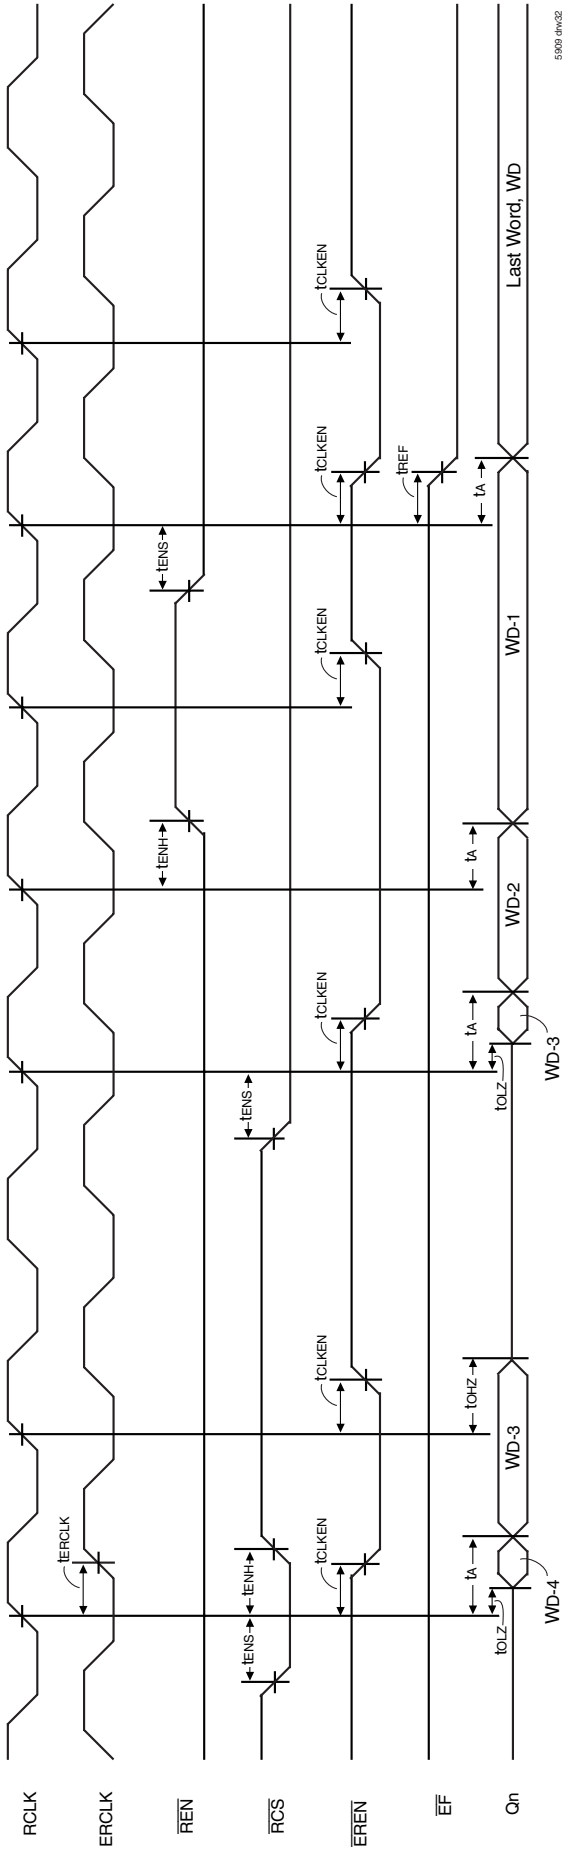 RCLK
tERCLK
ERCLK
tENH
tENS
REN
tENS
tENH
tENS
RCS
tCLKEN
tCLKEN
tCLKEN
tCLKEN
tCLKEN
tCLKEN
EREN
tREF
EF
tA
tOHZ
tA
tA
tA
tOLZ
tOLZ
Qn
WD-3
WD-2
WD-1
Last Word, WD
WD-4
WD-3
5909 drw32